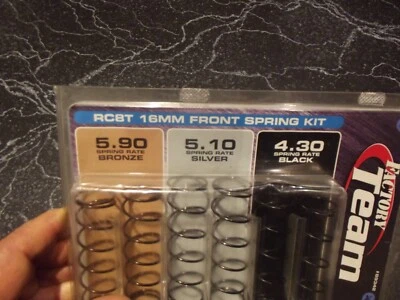 RC8T 16MM FRONT SPRING KIT
5.90
SPRING RATE
BRONZE
5.10
SPRING RATE
SILVER
4.30
SPRING RATE
BLACK
FACTORY
Team